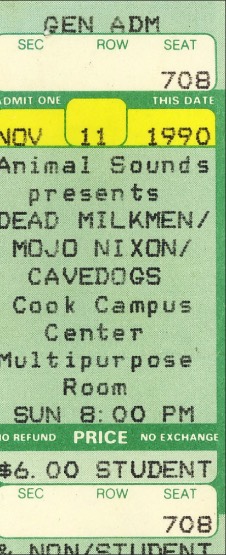 GEN ADM
SEC ROW SEAT
708
ADMIT ONE THIS DATE
NOV 11 1990
Animal Sounds
presents
DEAD MILKMEN/
MOJO NIXON/
CAVEDOGS
Cook Campus
Center
Multipurpose
Room
SUN 8:00 PM
NO REFUND PRICE NO EXCHANGE
$6.00 STUDENT
SEC ROW SEAT
708
& NON/STUDENT